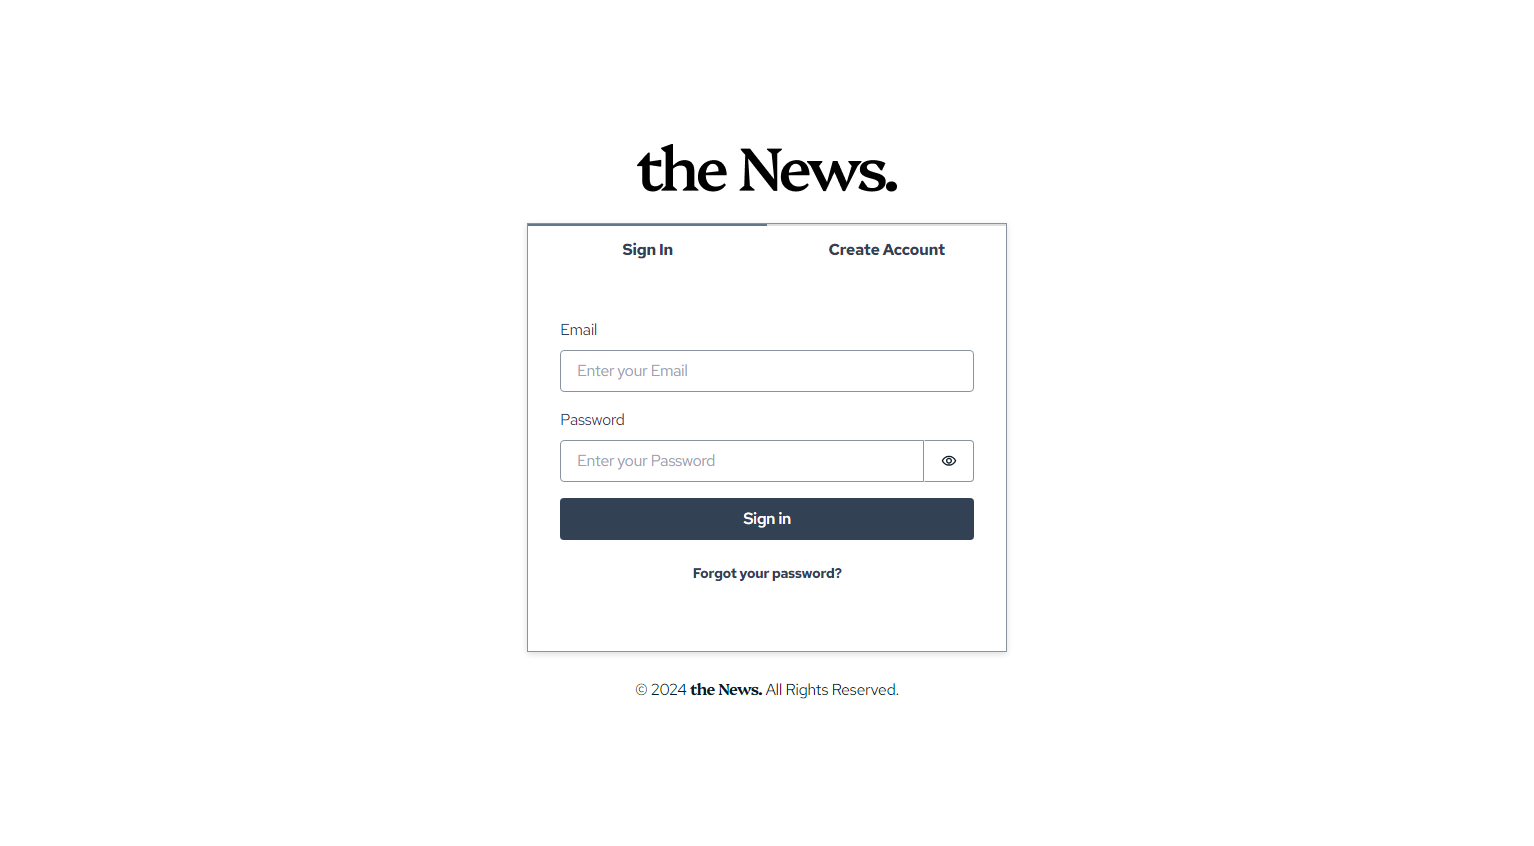 the News.
Sign In
Create Account
Email
Enter your Email
Password
Enter your Password
Sign in
Forgot your password?
© 2024 the News. All Rights Reserved.